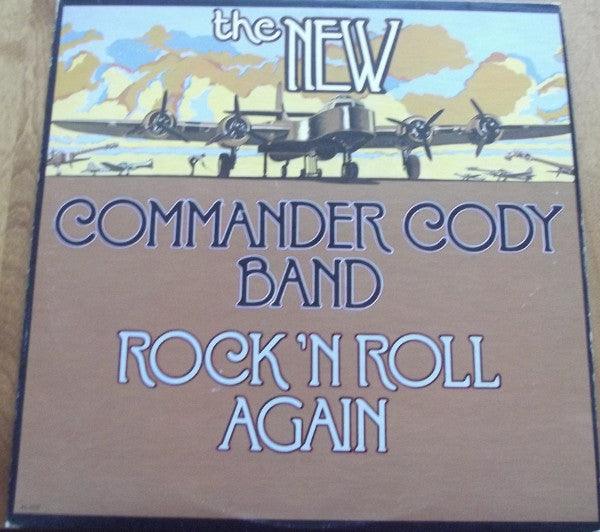 the NEW
COMMANDER CODY
BAND
ROCK 'N ROLL
AGAIN